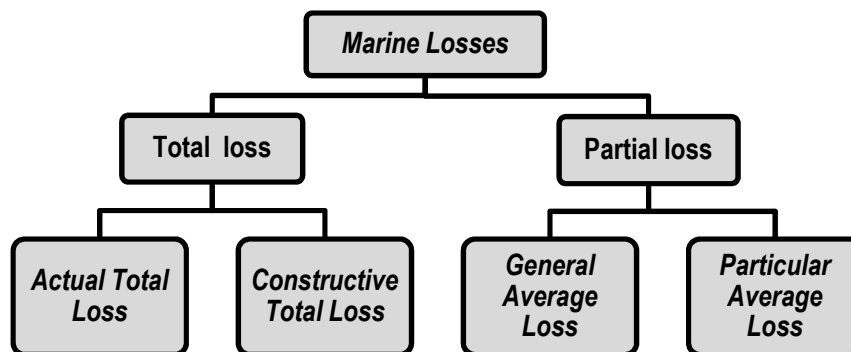 Marine Losses
Total loss
Partial loss
Actual Total
Loss
Constructive
Total Loss
General
Average
Loss
Particular
Average
Loss